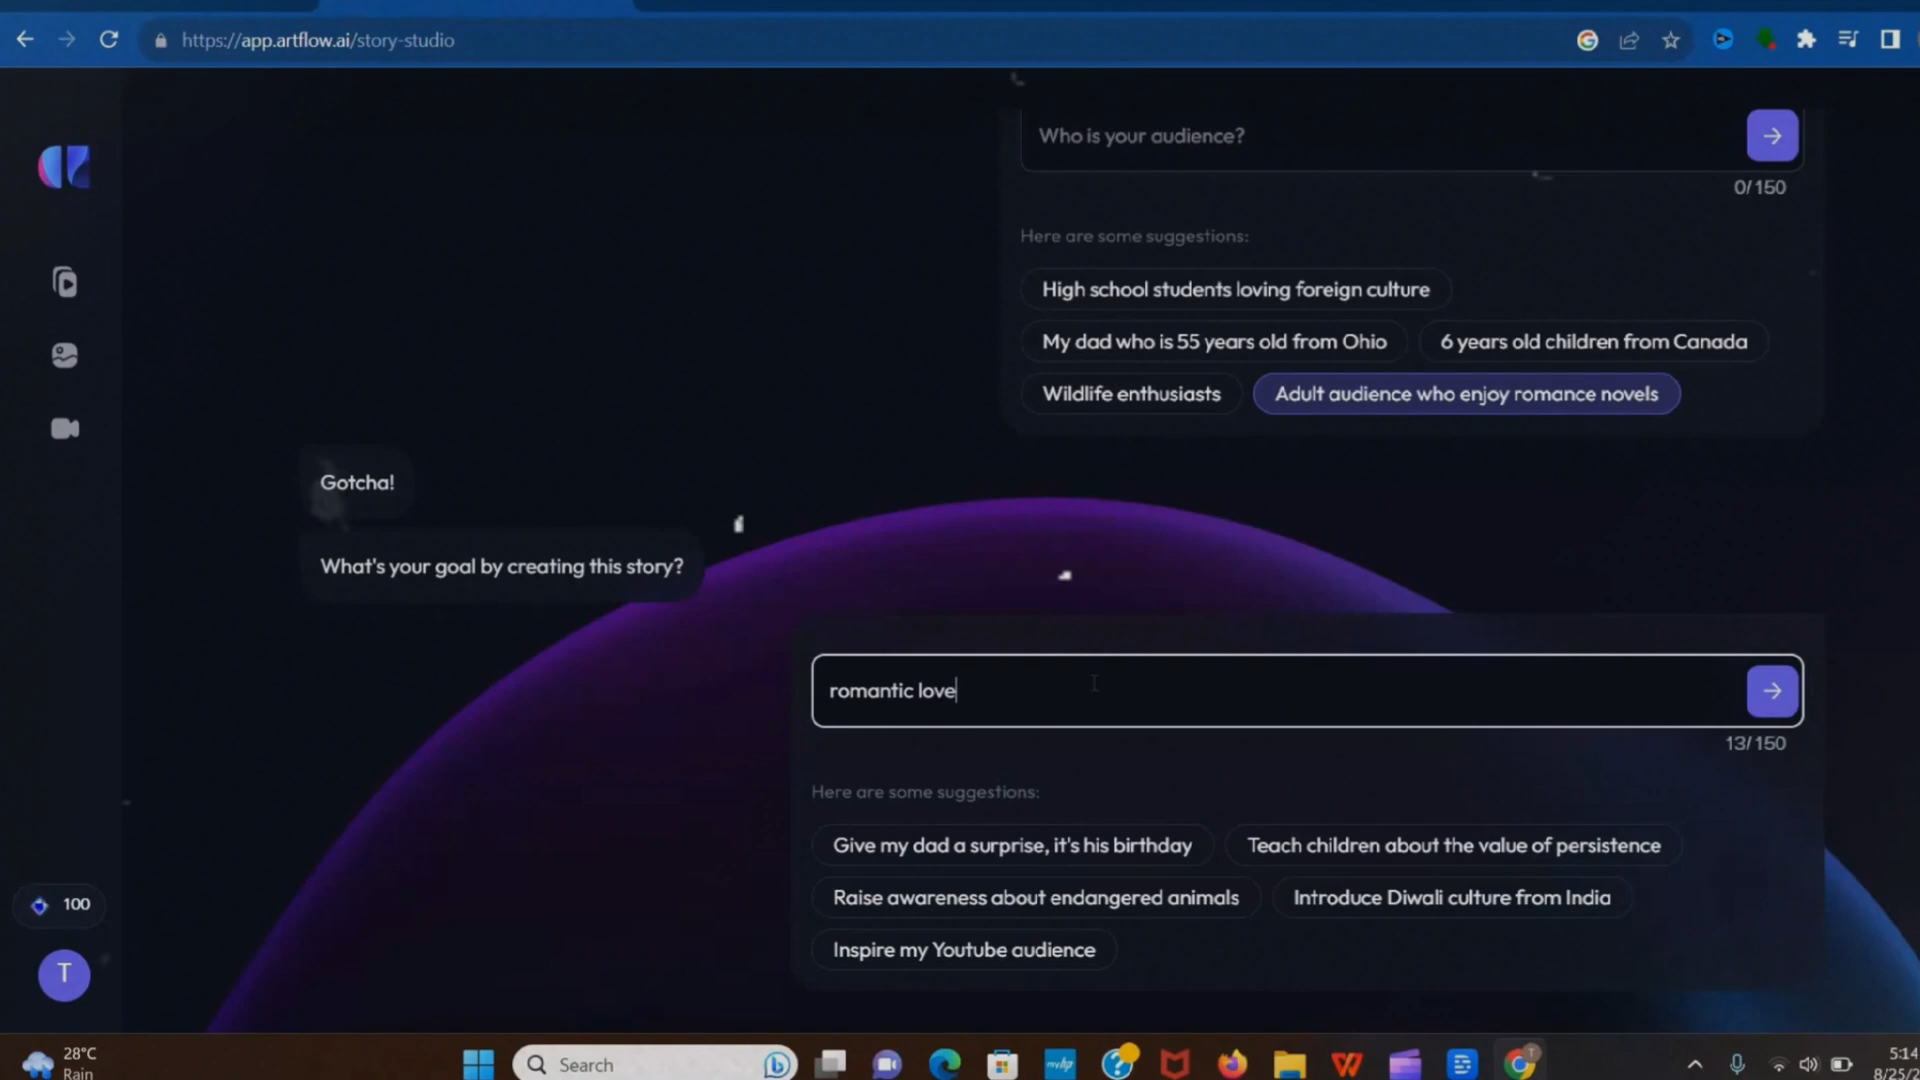 https://app.artflow.ai/story-studio
Who is your audience?
0/150
Here are some suggestions:
High school students loving foreign culture
My dad who is 55 years old from Ohio
6 years old children from Canada
Wildlife enthusiasts
Adult audience who enjoy romance novels
Gotcha!
What's your goal by creating this story?
romantic love
13/150
Here are some suggestions:
Give my dad a surprise, it's his birthday
Teach children about the value of persistence
Raise awareness about endangered animals
Introduce Diwali culture from India
Inspire my Youtube audience
100
T
28°C
Rain
Search
5:14
8/25/2